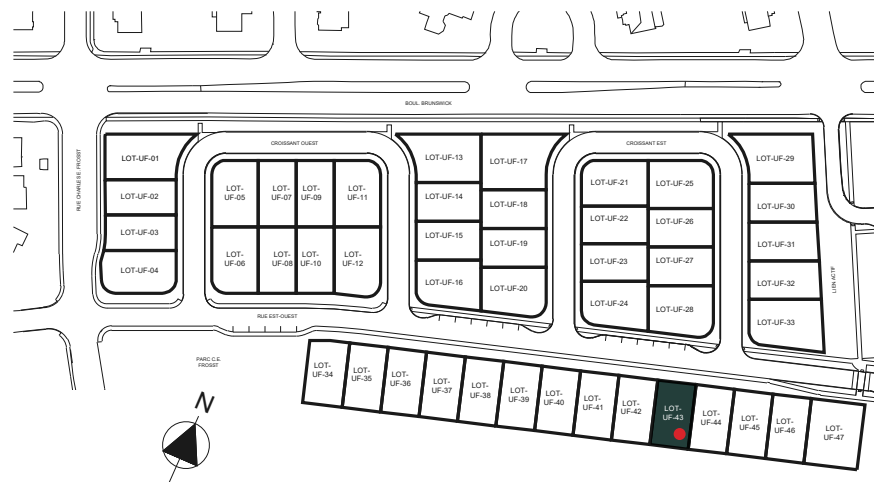 BOUL. BRUNSWICK
CROISSANT OUEST
CROISSANT EST
RUE CHARLES E. FROSST
LOT-UF-01
LOT-UF-02
LOT-UF-03
LOT-UF-04
LOT-
UF-05
LOT-
UF-07
LOT-
UF-09
LOT-
UF-11
LOT-
UF-06
LOT-
UF-08
LOT-
UF-10
LOT-
UF-12
LOT-UF-13
LOT-UF-14
LOT-UF-15
LOT-UF-16
LOT-UF-17
LOT-UF-18
LOT-UF-19
LOT-UF-20
LOT-UF-21
LOT-UF-22
LOT-UF-23
LOT-UF-24
LOT-UF-25
LOT-UF-26
LOT-UF-27
LOT-UF-28
LOT-UF-29
LOT-UF-30
LOT-UF-31
LOT-UF-32
LOT-UF-33
LIEN ACTIF
RUE EST-OUEST
PARC C.E.
FROSST
LOT-
UF-34
LOT-
UF-35
LOT-
UF-36
LOT-
UF-37
LOT-
UF-38
LOT-
UF-39
LOT-
UF-40
LOT-
UF-41
LOT-
UF-42
LOT-
UF-43
LOT-
UF-44
LOT-
UF-45
LOT-
UF-46
LOT-
UF-47
N